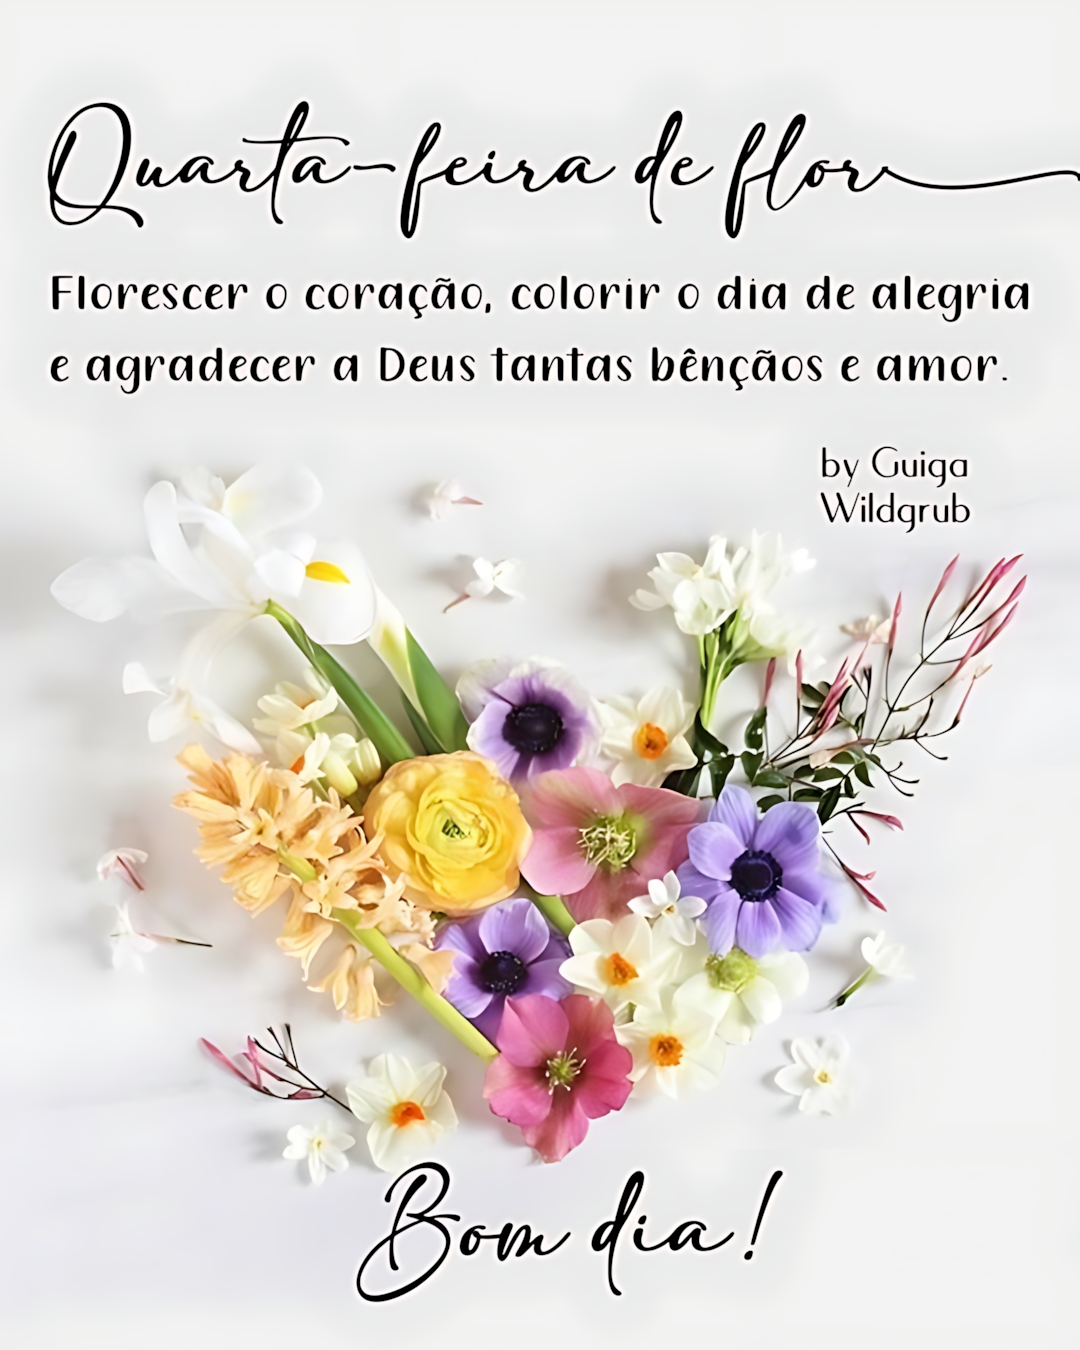 Quarta-feira de flor
Florescer o coração, colorir o dia de alegria
e agradecer a Deus tantas bênçãos e amor.
by Guiga
Wildgrub
Bom dia!